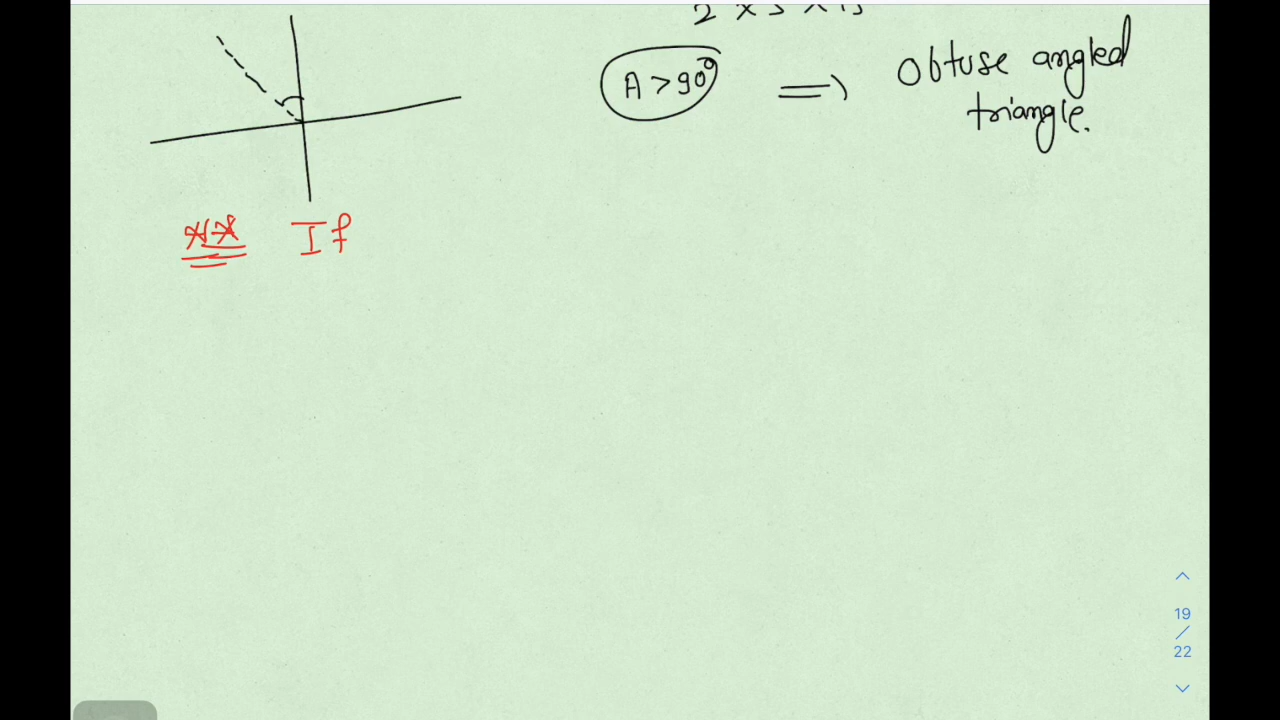 A > 90° ⟹ Obtuse angled
triangle.
** If
19
/
22